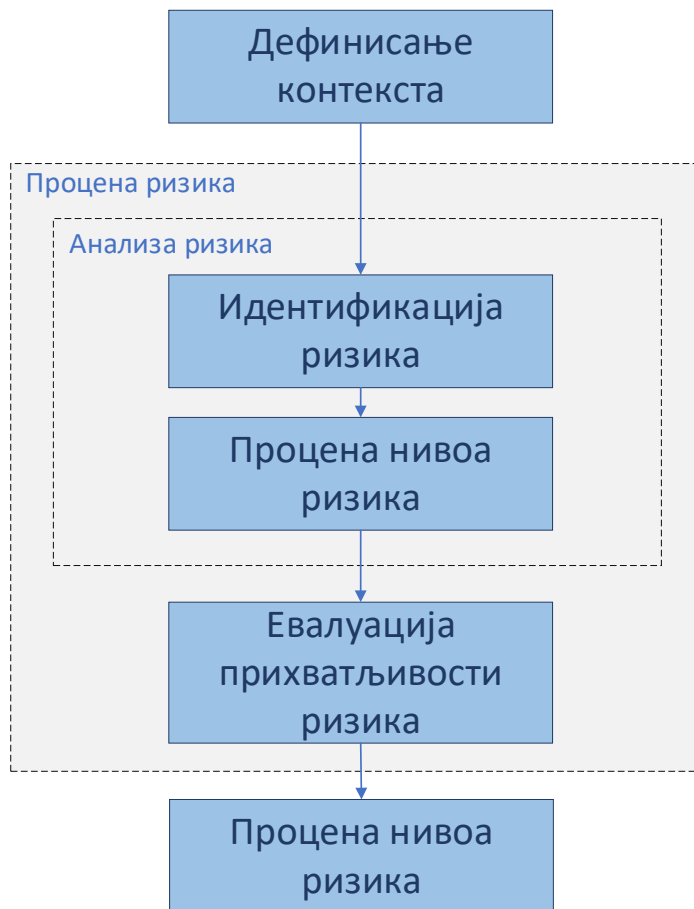 Дефинисање
контекста
Процена ризика
Анализа ризика
Идентификација
ризика
Процена нивоа
ризика
Евалуација
прихватљивости
ризика
Процена нивоа
ризика